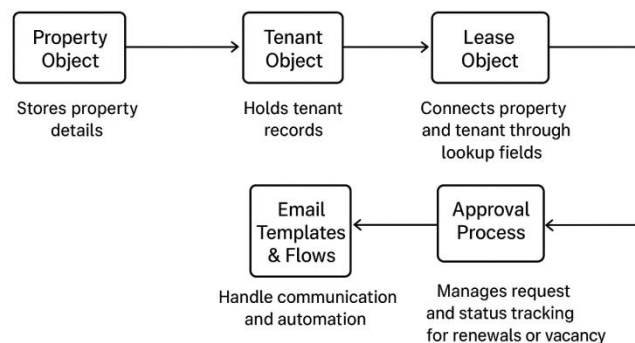 Property
Object
Stores property
details
Tenant
Object
Holds tenant
records
Lease
Object
Connects property
and tenant through
lookup fields
Approval
Process
Manages request
and status tracking
for renewals or vacancy
Email
Templates
& Flows
Handle communication
and automation